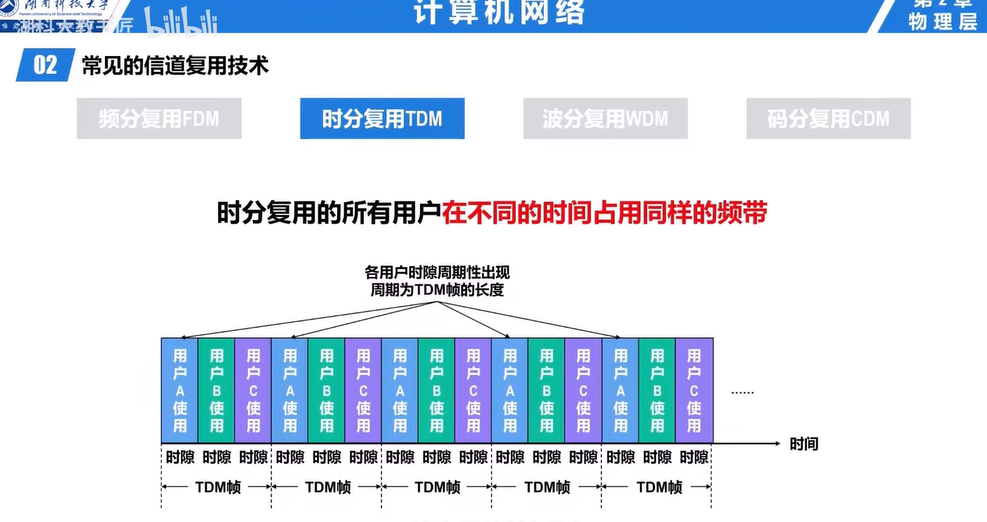 湖南科技大学
Hunan University of Science and Technology
湖科大教书匠 bilibili
计算机网络
第2章
物理层
02 常见的信道复用技术
频分复用FDM 时分复用TDM 波分复用WDM 码分复用CDM
时分复用的所有用户在不同的时间占用同样的频带
各用户时隙周期性出现
周期为TDM帧的长度
用户A使用 用户B使用 用户C使用 用户A使用 用户B使用 用户C使用 用户A使用 用户B使用 用户C使用 用户A使用 用户B使用 用户C使用 用户A使用 用户B使用 用户C使用 ……
时间
时隙 时隙 时隙 时隙 时隙 时隙 时隙 时隙 时隙 时隙 时隙 时隙 时隙 时隙 时隙
TDM帧 TDM帧 TDM帧 TDM帧 TDM帧